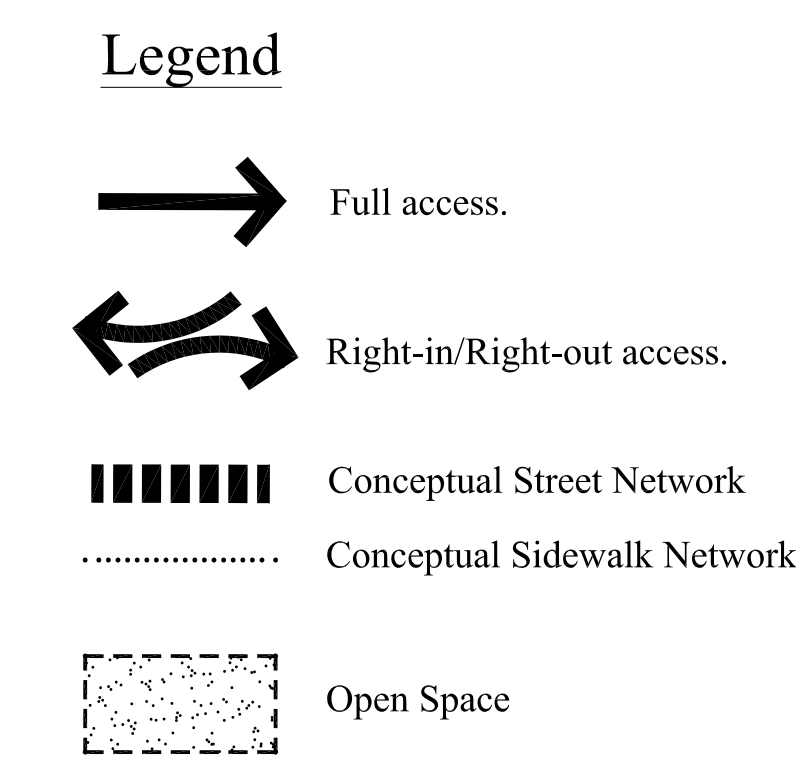 Legend
Full access.
Right-in/Right-out access.
Conceptual Street Network
Conceptual Sidewalk Network
Open Space